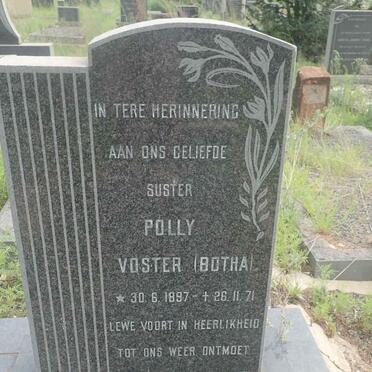 IN TERE HERINNERING
AAN ONS GELIEFDE
SUSTER
POLLY
VOSTER (BOTHA)
★ 30.6.1897 - ✝ 26.11.71
LEWE VOORT IN HEERLIKHEID
TOT ONS WEER ONTMOET